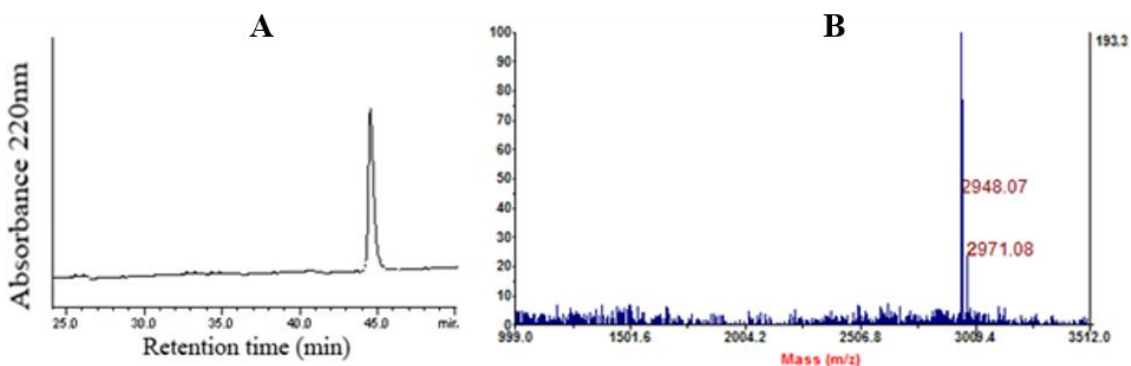 A
B
Absorbance 220nm
25.0 30.0 35.0 40.0 45.0 mir.
Retention time (min)
100
90
80
70
60
50
40
30
20
10
0
193.3
2948.07
2971.08
999.0 1501.6 2004.2 2506.8 3009.4 3512.0
Mass (m/z)